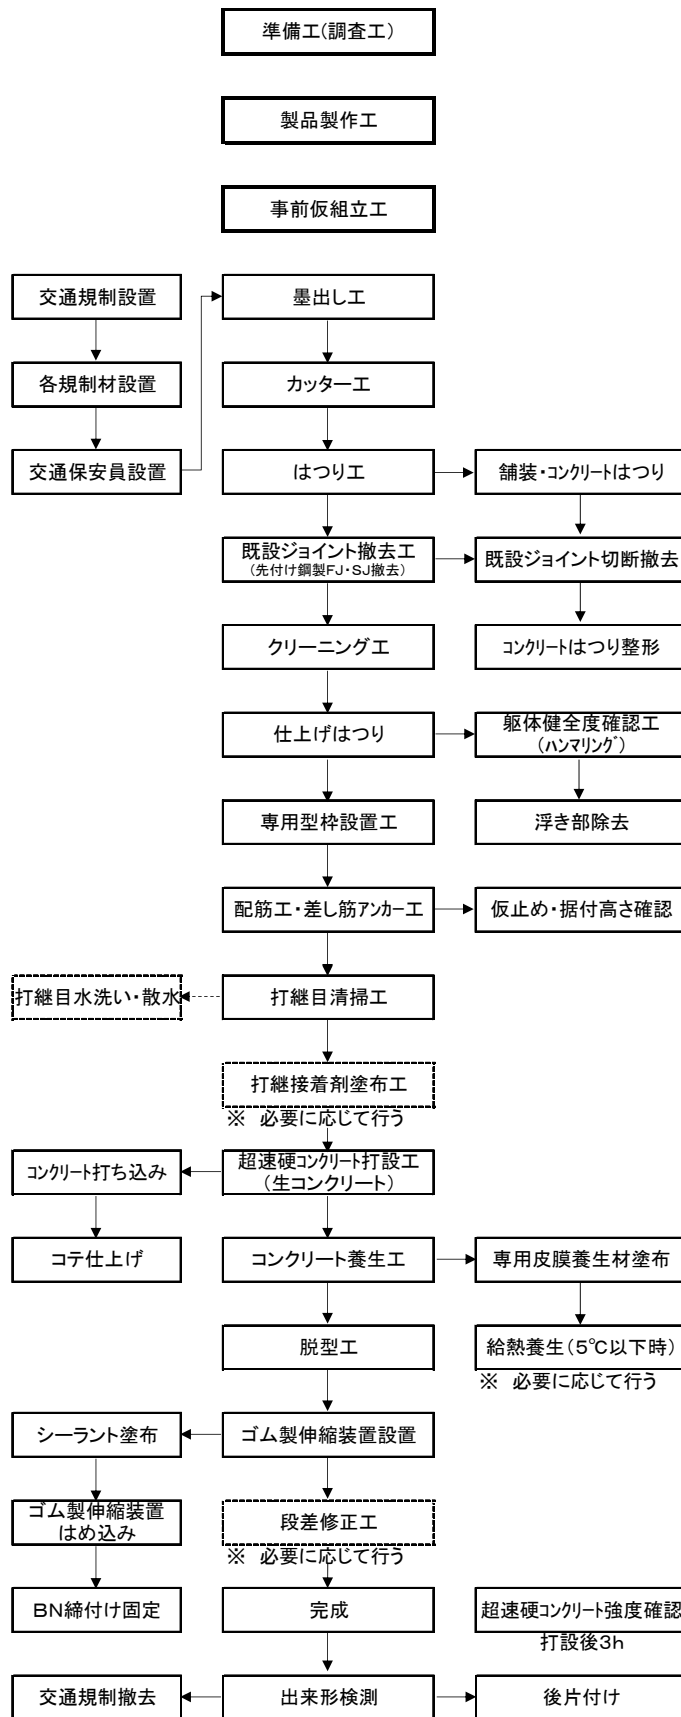 準備工(調査工)
製品製作工
事前仮組立工
交通規制設置
墨出し工
各規制材設置
カッター工
交通保安員設置
はつり工
舗装・コンクリートはつり
既設ジョイント撤去工
(先付け鋼製FJ・SJ撤去)
既設ジョイント切断撤去
クリーニング工
コンクリートはつり整形
仕上げはつり
躯体健全度確認工
(ハンマリング)
専用型枠設置工
浮き部除去
配筋工・差し筋アンカー工
仮止め・据付高さ確認
打継目水洗い・散水
打継目清掃工
打継接着剤塗布工
※ 必要に応じて行う
コンクリート打ち込み
超速硬コンクリート打設工
(生コンクリート)
コテ仕上げ
コンクリート養生工
専用皮膜養生材塗布
脱型工
給熱養生(5℃以下時)
※ 必要に応じて行う
シーラント塗布
ゴム製伸縮装置設置
ゴム製伸縮装置
はめ込み
段差修正工
※ 必要に応じて行う
BN締付け固定
完成
超速硬コンクリート強度確認
打設後3h
交通規制撤去
出来形検測
後片付け